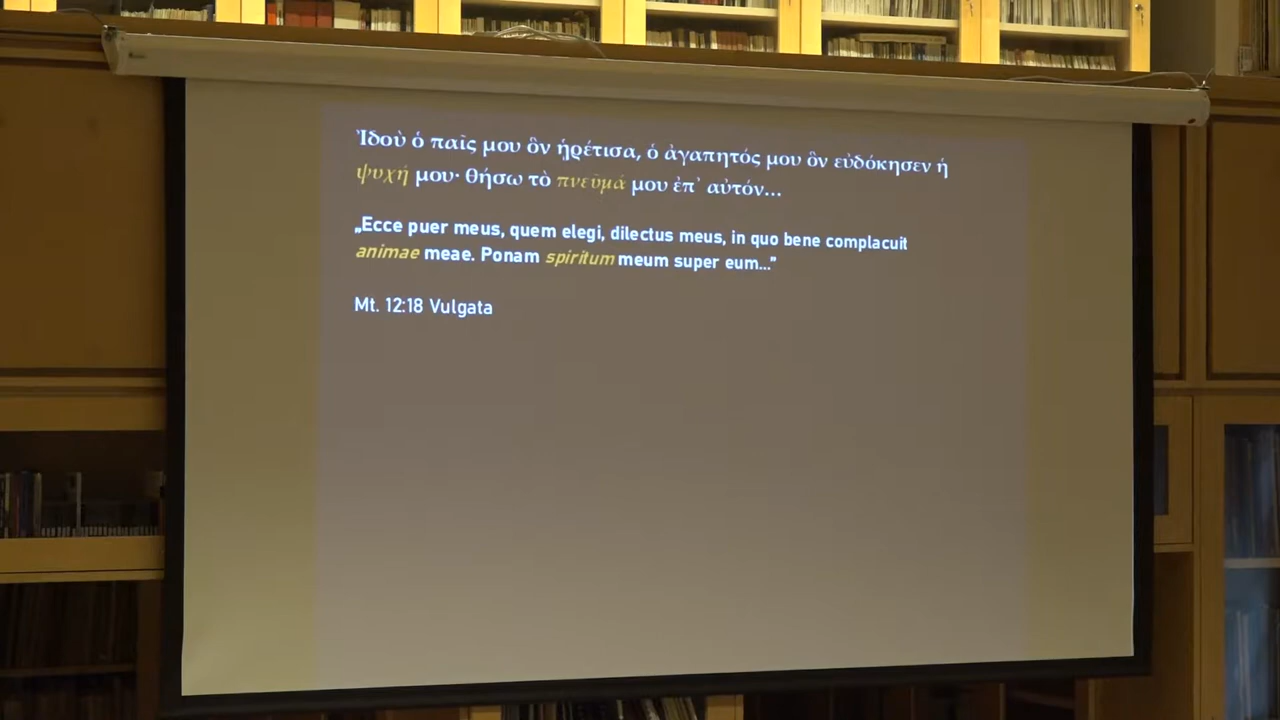 Ἰδοὺ ὁ παῖς μου ὃν ᾑρέτισα, ὁ ἀγαπητός μου ὃν εὐδόκησεν ἡ
ψυχή μου· θήσω τὸ πνεῦμά μου ἐπ᾽ αὐτόν...
„Ecce puer meus, quem elegi, dilectus meus, in quo bene complacuit
animae meae. Ponam spiritum meum super eum...”
Mt. 12:18 Vulgata